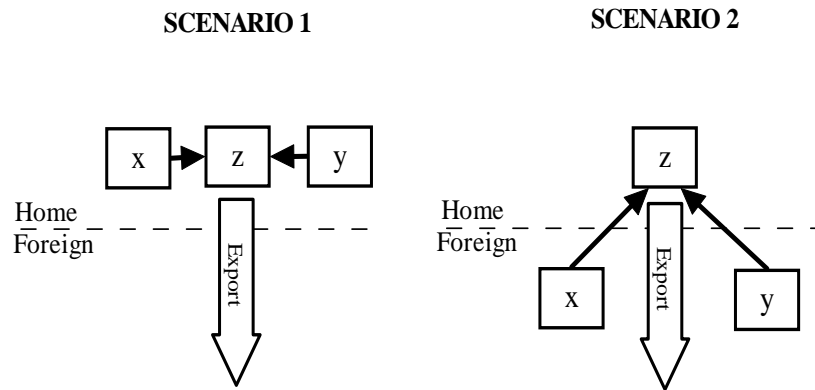 SCENARIO 1
x
z
y
Home
Foreign
Export
SCENARIO 2
z
Home
Foreign
x
y
Export